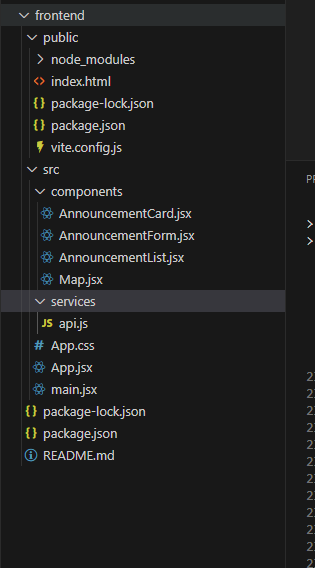 frontend
public
node_modules
index.html
package-lock.json
package.json
vite.config.js
src
components
AnnouncementCard.jsx
AnnouncementForm.jsx
AnnouncementList.jsx
Map.jsx
services
JS api.js
# App.css
App.jsx
main.jsx
package-lock.json
package.json
README.md